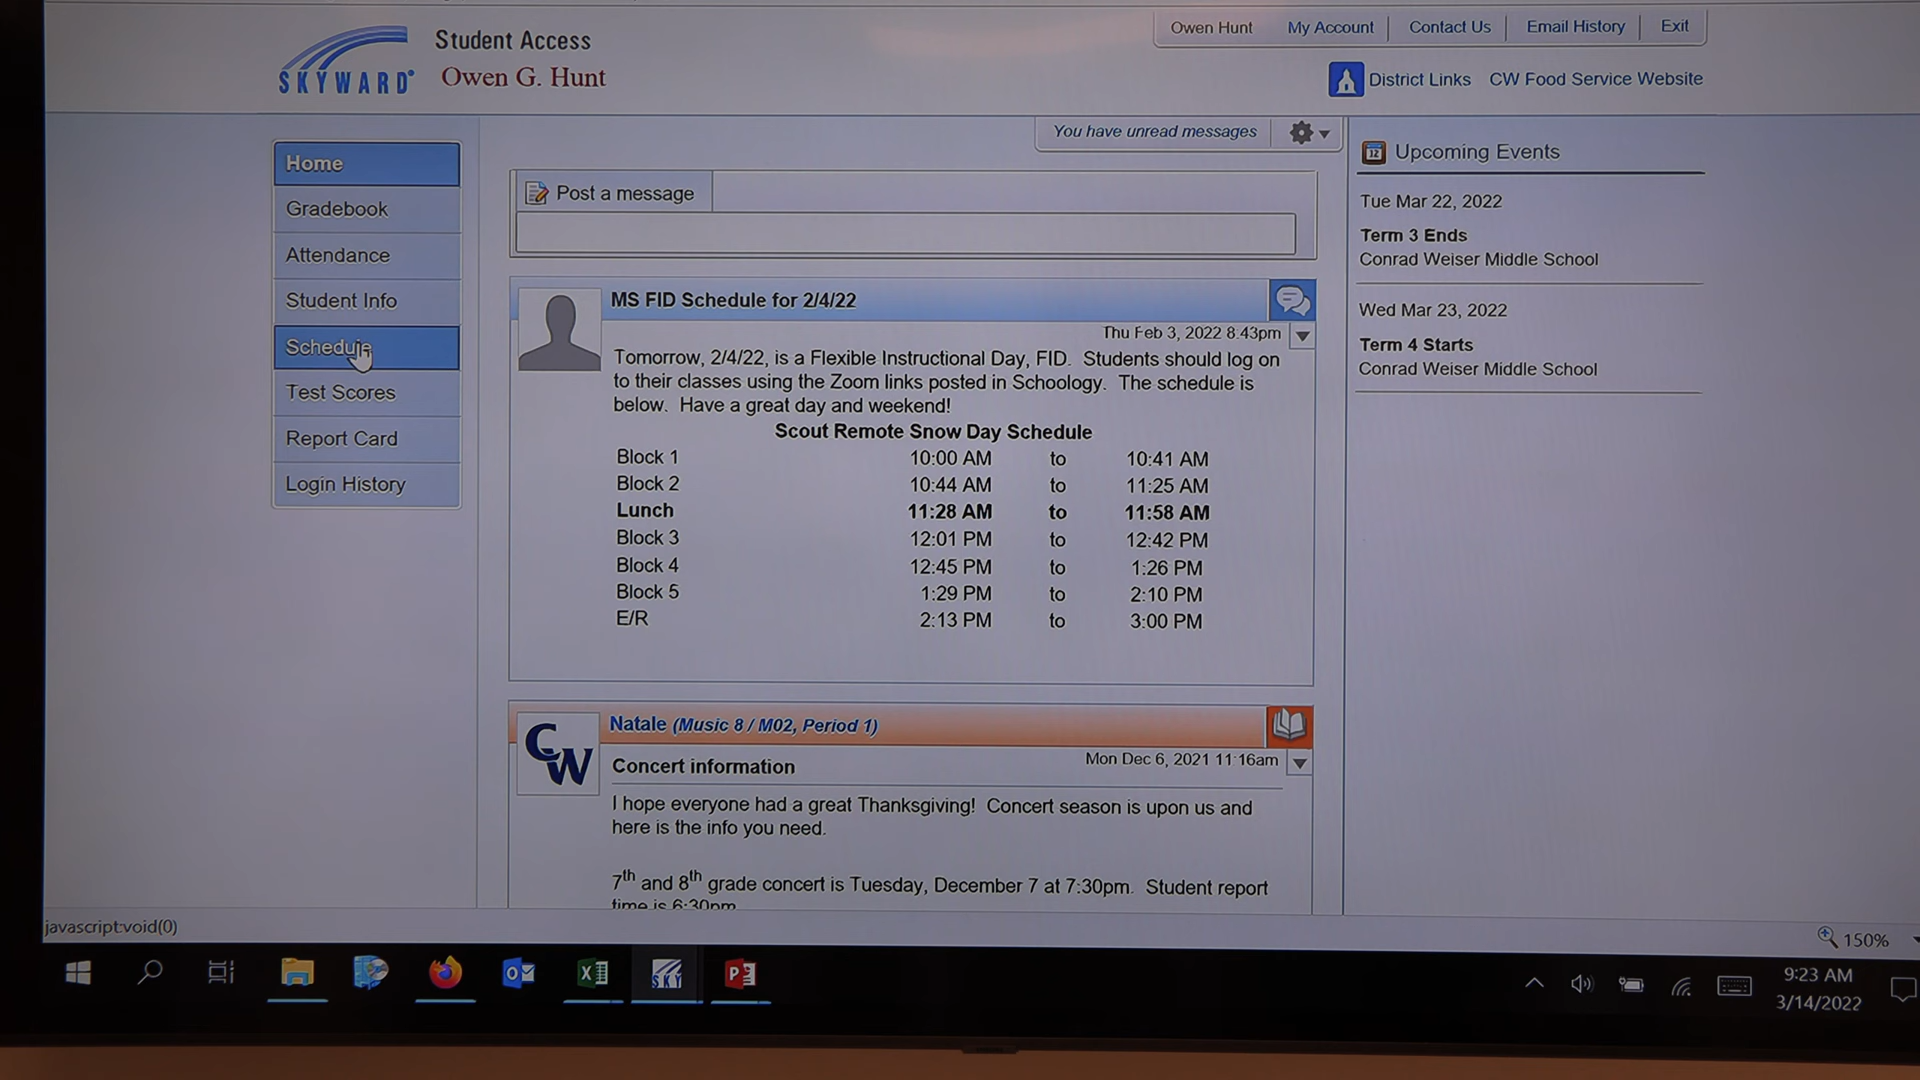 Owen Hunt My Account Contact Us Email History Exit
SKYWARD
Student Access
Owen G. Hunt
District Links CW Food Service Website
You have unread messages
Home
Gradebook
Attendance
Student Info
Schedule
Test Scores
Report Card
Login History
Post a message
MS FID Schedule for 2/4/22
Thu Feb 3, 2022 8:43pm
Tomorrow, 2/4/22, is a Flexible Instructional Day, FID. Students should log on
to their classes using the Zoom links posted in Schoology. The schedule is
below. Have a great day and weekend!
Scout Remote Snow Day Schedule
Block 1 10:00 AM to 10:41 AM
Block 2 10:44 AM to 11:25 AM
Lunch 11:28 AM to 11:58 AM
Block 3 12:01 PM to 12:42 PM
Block 4 12:45 PM to 1:26 PM
Block 5 1:29 PM to 2:10 PM
E/R 2:13 PM to 3:00 PM
CW
Natale (Music 8 / M02, Period 1)
Concert information
Mon Dec 6, 2021 11:16am
I hope everyone had a great Thanksgiving! Concert season is upon us and
here is the info you need.
7th and 8th grade concert is Tuesday, December 7 at 7:30pm. Student report
time is 6:30pm
12 Upcoming Events
Tue Mar 22, 2022
Term 3 Ends
Conrad Weiser Middle School
Wed Mar 23, 2022
Term 4 Starts
Conrad Weiser Middle School
javascript:void(0)
150%
SKY
9:23 AM
3/14/2022